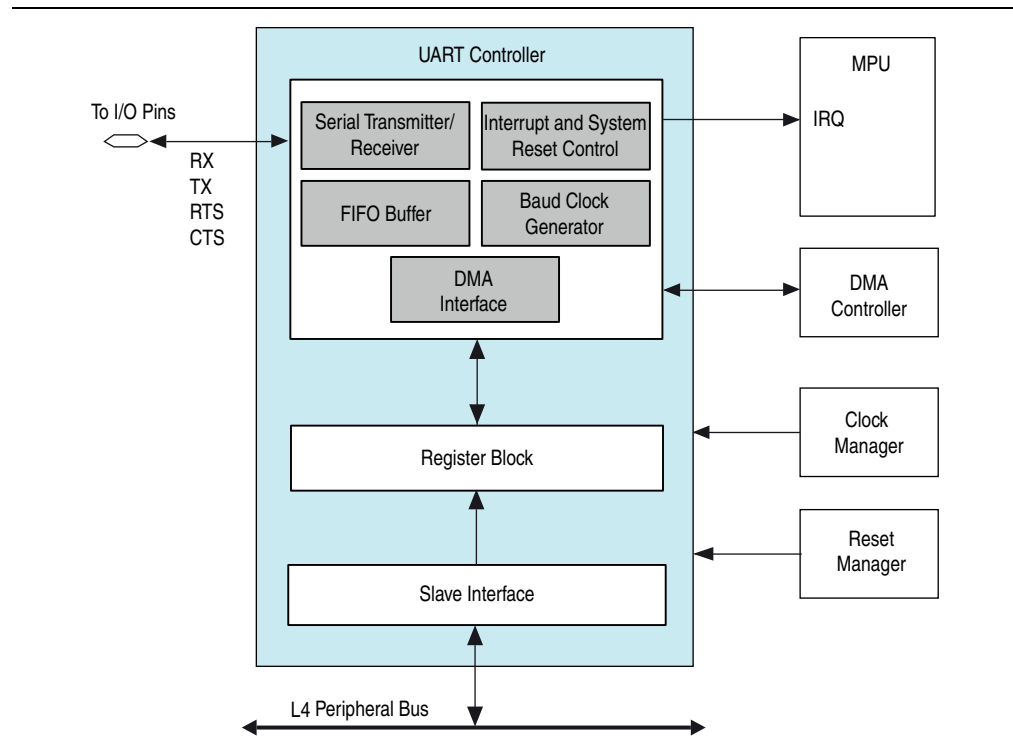 UART Controller
MPU
To I/O Pins
Serial Transmitter/
Receiver
Interrupt and System
Reset Control
IRQ
RX
TX
RTS
CTS
FIFO Buffer
Baud Clock
Generator
DMA
Interface
DMA
Controller
Clock
Manager
Register Block
Reset
Manager
Slave Interface
L4 Peripheral Bus